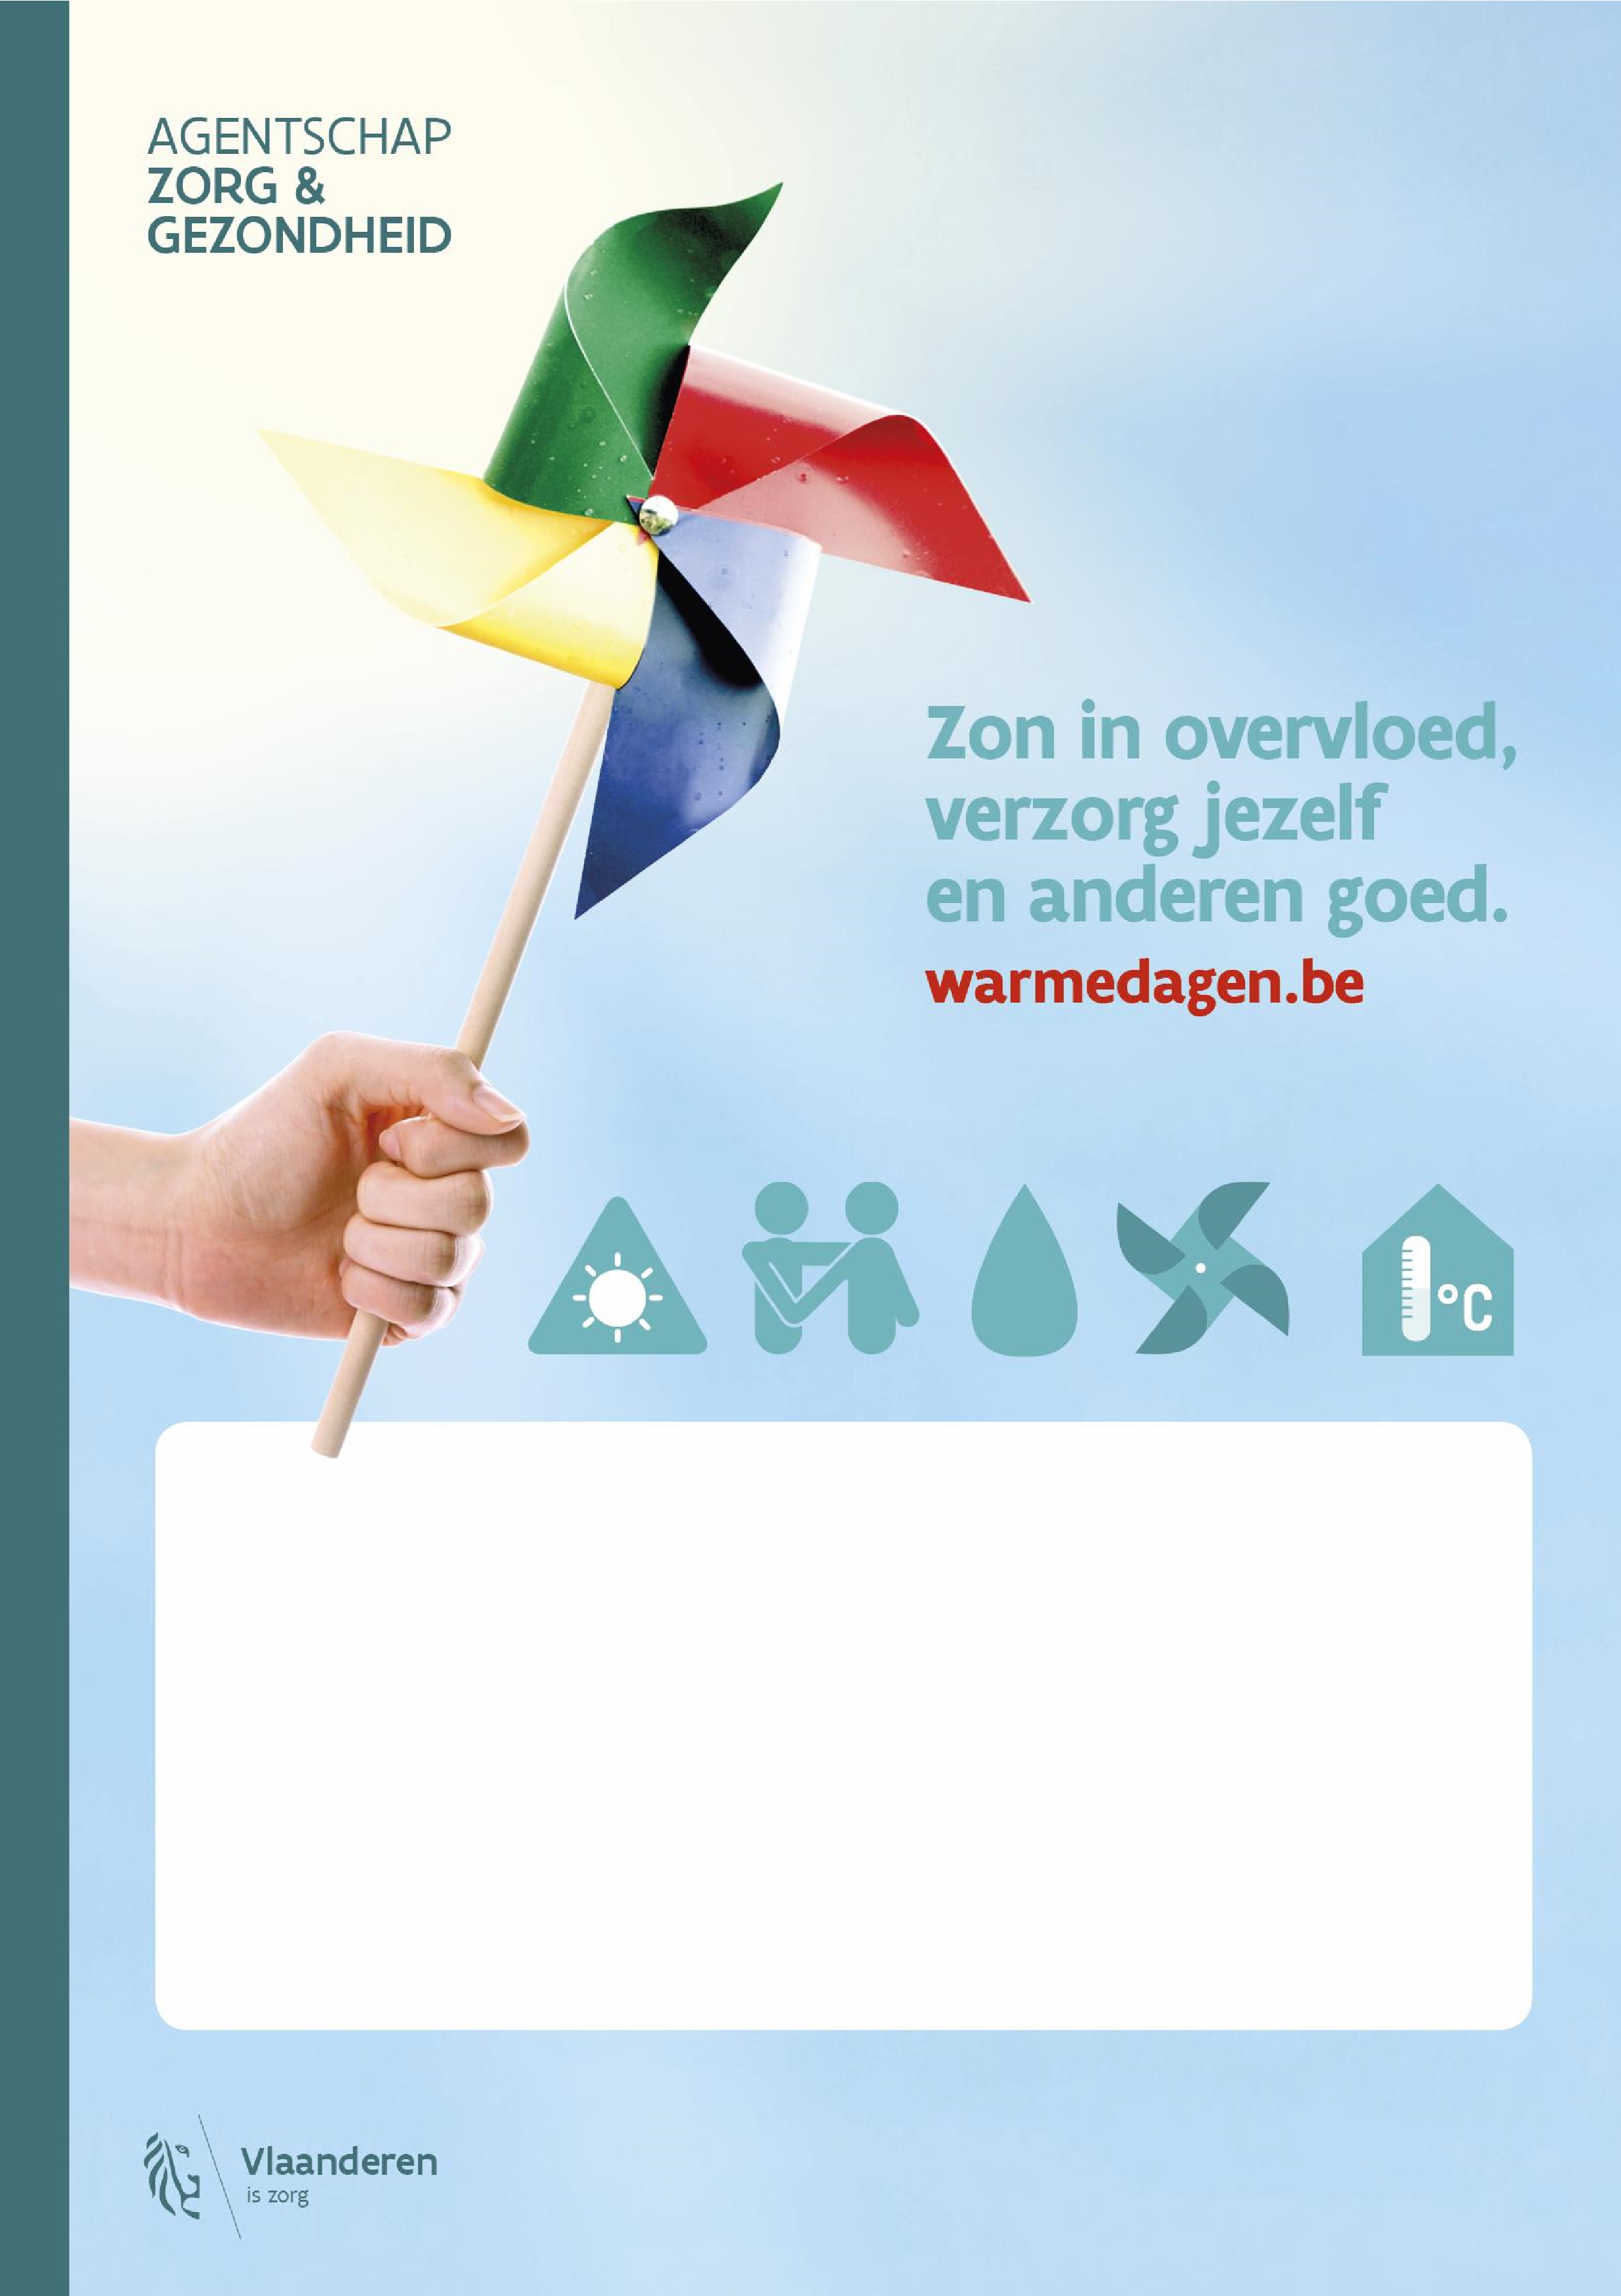 AGENTSCHAP
ZORG &
GEZONDHEID
Zon in overvloed,
verzorg jezelf
en anderen goed.
warmedagen.be
°C
Vlaanderen
is zorg